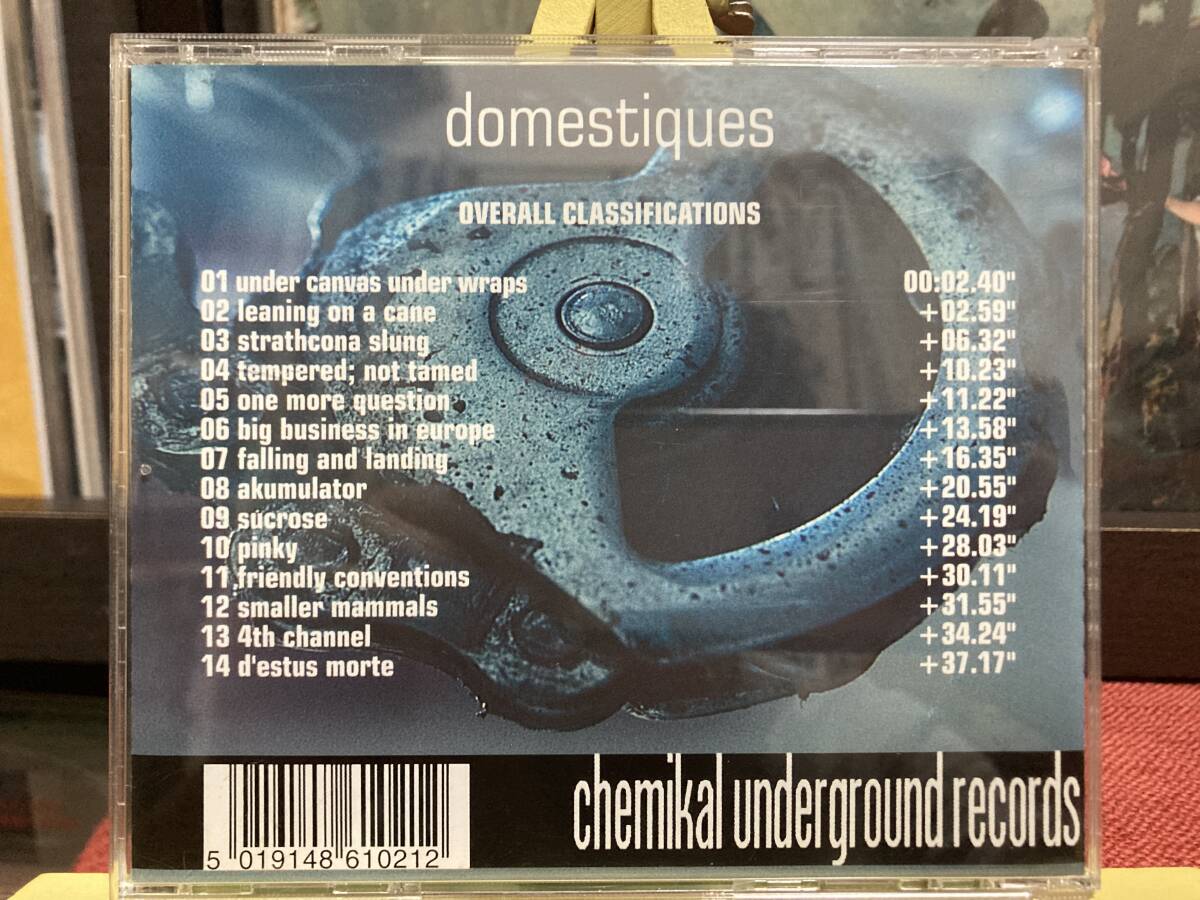 domestiques
OVERALL CLASSIFICATIONS
01 under canvas under wraps 00:02.40"
02 leaning on a cane +02.59"
03 strathcona slung +06.32"
04 tempered; not tamed +10.23"
05 one more question +11.22"
06 big business in europe +13.58"
07 falling and landing +16.35"
08 akumulator +20.55"
09 sucrose +24.19"
10 pinky +28.03"
11 friendly conventions +30.11"
12 smaller mammals +31.55"
13 4th channel +34.24"
14 d'estus morte +37.17"
chemikal underground records
5 019148 610212